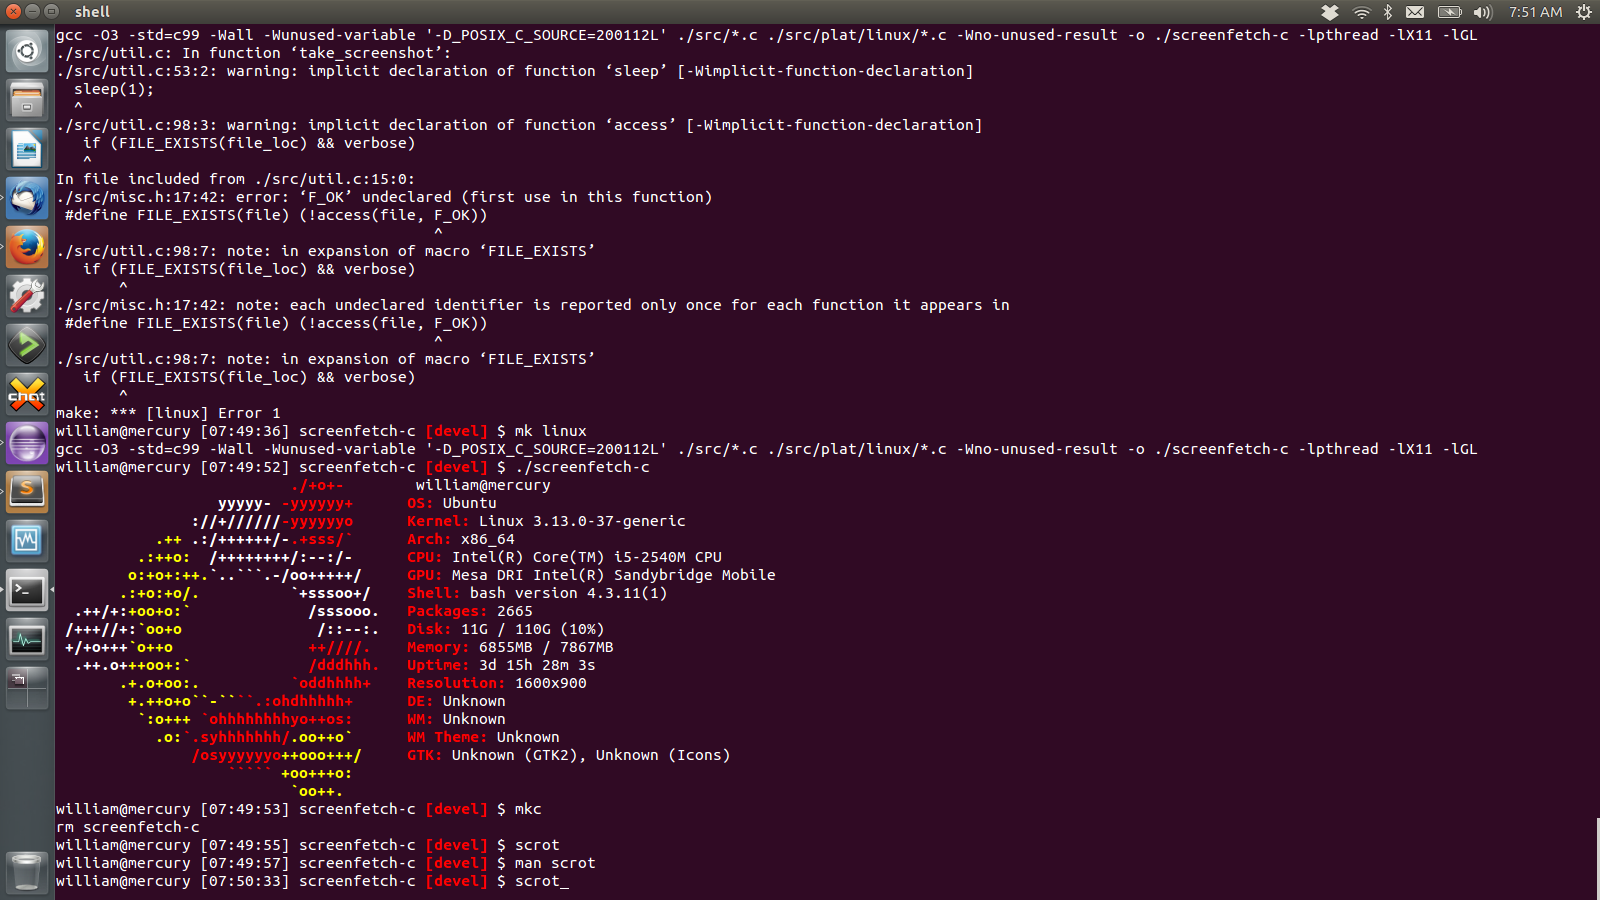 shell
7:51 AM
gcc -O3 -std=c99 -Wall -Wunused-variable '-D_POSIX_C_SOURCE=200112L' ./src/*.c ./src/plat/linux/*.c -Wno-unused-result -o ./screenfetch-c -lpthread -lX11 -lGL
./src/util.c: In function ‘take_screenshot’:
./src/util.c:53:2: warning: implicit declaration of function ‘sleep’ [-Wimplicit-function-declaration]
  sleep(1);
  ^
./src/util.c:98:3: warning: implicit declaration of function ‘access’ [-Wimplicit-function-declaration]
   if (FILE_EXISTS(file_loc) && verbose)
   ^
In file included from ./src/util.c:15:0:
./src/misc.h:17:42: error: ‘F_OK’ undeclared (first use in this function)
 #define FILE_EXISTS(file) (!access(file, F_OK))
                                          ^
./src/util.c:98:7: note: in expansion of macro ‘FILE_EXISTS’
   if (FILE_EXISTS(file_loc) && verbose)
       ^
./src/misc.h:17:42: note: each undeclared identifier is reported only once for each function it appears in
 #define FILE_EXISTS(file) (!access(file, F_OK))
                                          ^
./src/util.c:98:7: note: in expansion of macro ‘FILE_EXISTS’
   if (FILE_EXISTS(file_loc) && verbose)
       ^
make: *** [linux] Error 1
william@mercury [07:49:36] screenfetch-c [devel] $ mk linux
gcc -O3 -std=c99 -Wall -Wunused-variable '-D_POSIX_C_SOURCE=200112L' ./src/*.c ./src/plat/linux/*.c -Wno-unused-result -o ./screenfetch-c -lpthread -lX11 -lGL
william@mercury [07:49:52] screenfetch-c [devel] $ ./screenfetch-c
                          ./+o+-        william@mercury
                  yyyyy- -yyyyyy+      OS: Ubuntu
               ://+//////-yyyyyyo      Kernel: Linux 3.13.0-37-generic
           .++ .:/++++++/-.+sss/`      Arch: x86_64
         .:++o:  /++++++++/:--:/-      CPU: Intel(R) Core(TM) i5-2540M CPU
        o:+o+:++.`..```.-/oo+++++/     GPU: Mesa DRI Intel(R) Sandybridge Mobile
       .:+o:+o/.          `+sssoo+/    Shell: bash version 4.3.11(1)
  .++/+:+oo+o:`             /sssooo.   Packages: 2665
 /+++//+:`oo+o               /::--:.   Disk: 11G / 110G (10%)
 +/+o+++`o++o               ++////.    Memory: 6855MB / 7867MB
  .++.o+++oo+:`             /dddhhh.   Uptime: 3d 15h 28m 3s
       .+.o+oo:.          `oddhhhh+    Resolution: 1600x900
        +.++o+o``-````.:ohdhhhhh+      DE: Unknown
         `:o+++ `ohhhhhhhhyo++os:      WM: Unknown
           .o:`.syhhhhhhh/.oo++o`      WM Theme: Unknown
               /osyyyyyyo++ooo+++/     GTK: Unknown (GTK2), Unknown (Icons)
                   ````` +oo+++o:
                          `oo++.
william@mercury [07:49:53] screenfetch-c [devel] $ mkc
rm screenfetch-c
william@mercury [07:49:55] screenfetch-c [devel] $ scrot
william@mercury [07:49:57] screenfetch-c [devel] $ man scrot
william@mercury [07:50:33] screenfetch-c [devel] $ scrot_
chat
S